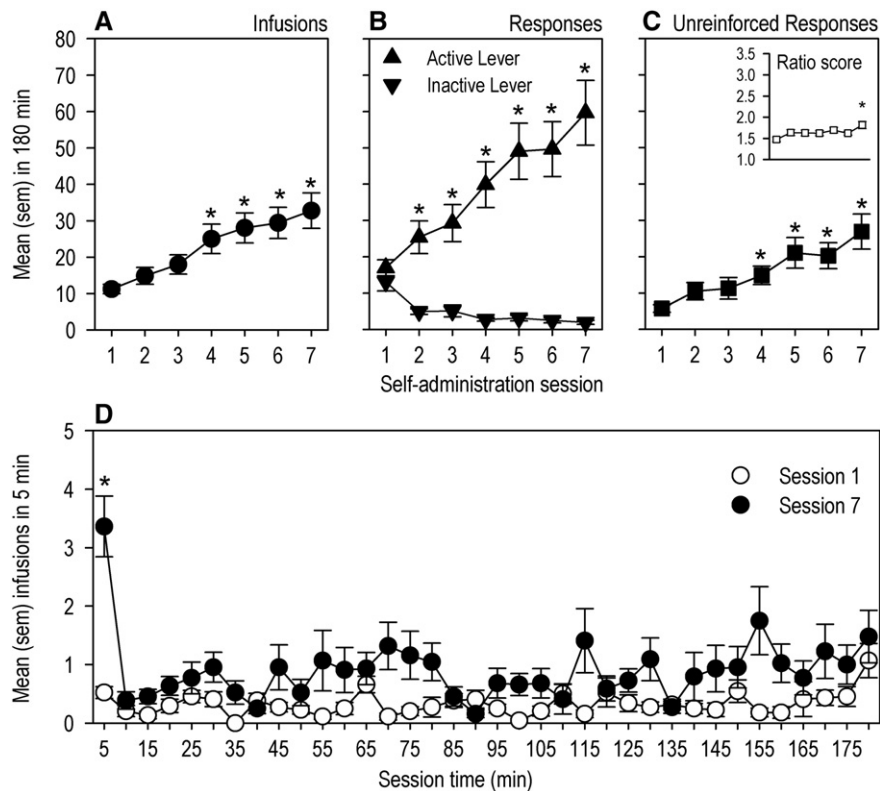 A Infusions
B Responses
C Unreinforced Responses
Mean (sem) in 180 min
80
70
60
50
40
30
20
10
0
* * * *
1 2 3 4 5 6 7
Active Lever
Inactive Lever
* * * * * *
1 2 3 4 5 6 7
Ratio score
3.5
3.0
2.5
2.0
1.5
1.0
*
* * * *
1 2 3 4 5 6 7
Self-administration session
D
Mean (sem) infusions in 5 min
5
4
3
2
1
0
*
Session 1
Session 7
5 15 25 35 45 55 65 75 85 95 105 115 125 135 145 155 165 175
Session time (min)